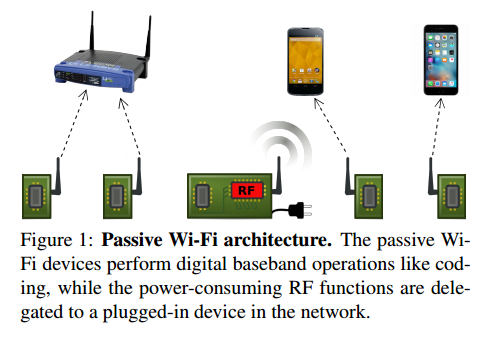 RF
Figure 1: Passive Wi-Fi architecture. The passive Wi-
Fi devices perform digital baseband operations like cod-
ing, while the power-consuming RF functions are dele-
gated to a plugged-in device in the network.